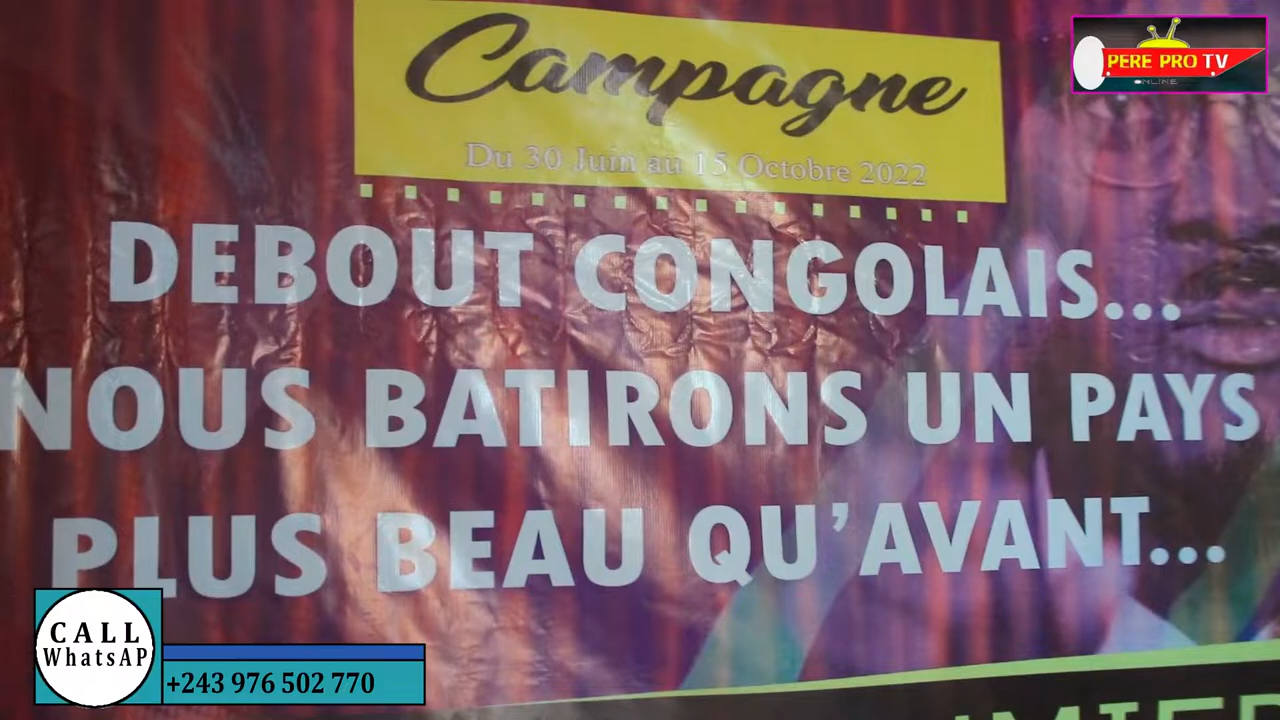 Campagne
Du 30 Juin au 15 Octobre 2022
DEBOUT CONGOLAIS...
NOUS BATIRONS UN PAYS
PLUS BEAU QU'AVANT...
PERE PRO TV
ONLINE
CALL
WhatsAP
+243 976 502 770